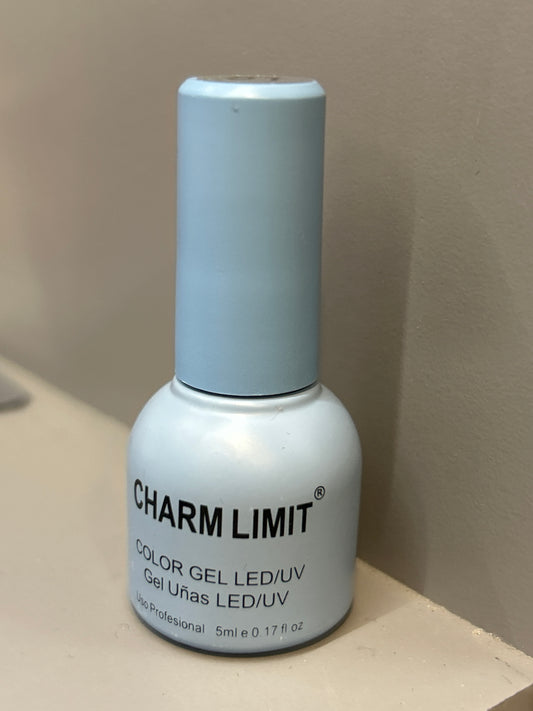 CHARM LIMIT®
COLOR GEL LED/UV
Gel Uñas LED/UV
Uso Profesional 5ml e 0.17 fl oz